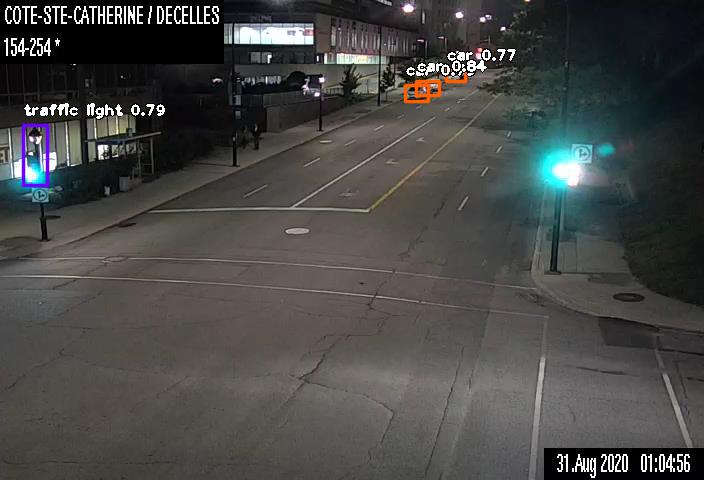 COTE-STE-CATHERINE / DECELLES
154-254 *
car 0.77
car 0.84
traffic light 0.79
31.Aug 2020 01:04:56